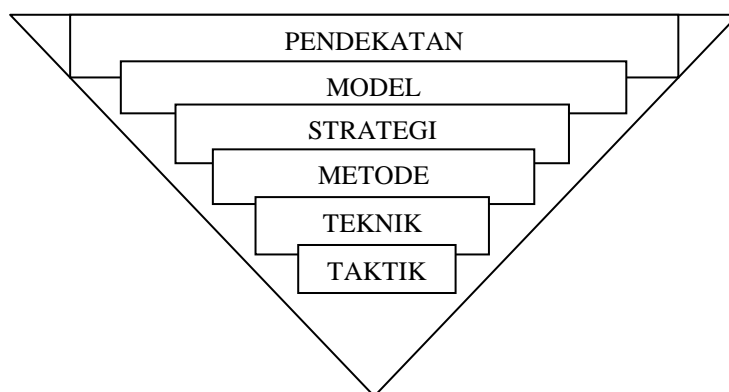 PENDEKATAN
MODEL
STRATEGI
METODE
TEKNIK
TAKTIK